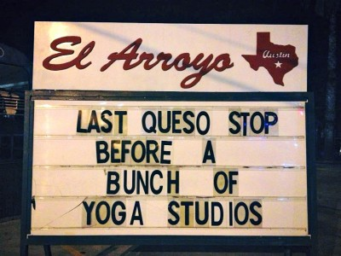 El Arroyo
Austin
LAST QUESO STOP
BEFORE A
BUNCH OF
YOGA STUDIOS